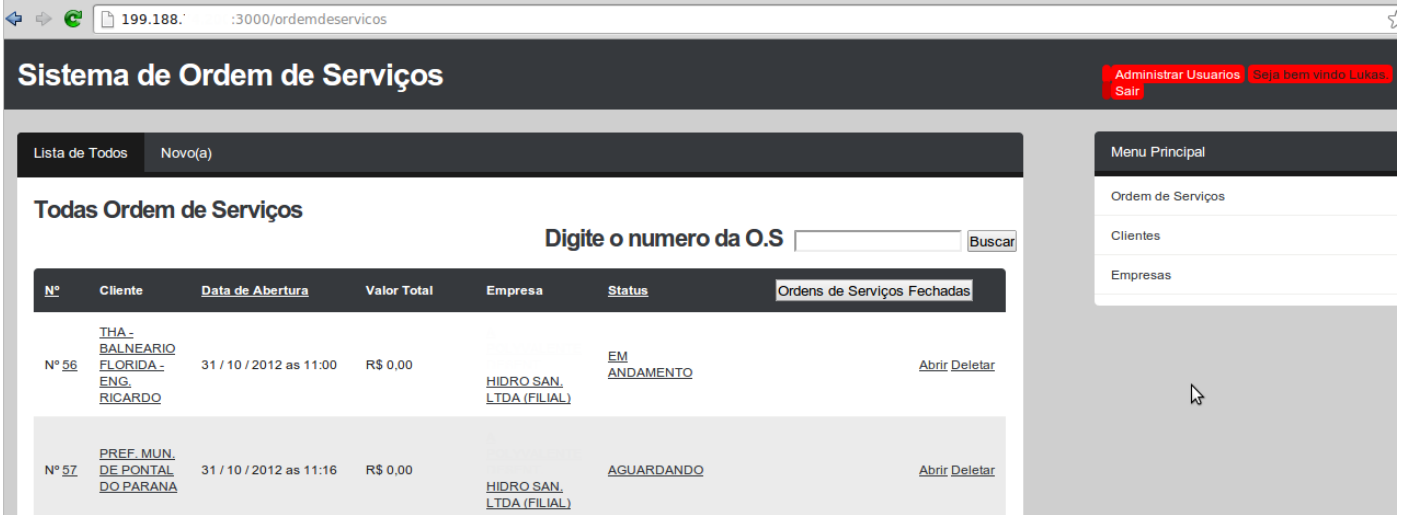 199.188. :3000/ordemdeservicos
Sistema de Ordem de Serviços
Administrar Usuarios Seja bem vindo Lukas.
Sair
Lista de Todos Novo(a)
Menu Principal
Ordem de Serviços
Clientes
Empresas
Todas Ordem de Serviços
Digite o numero da O.S Buscar
Nº Cliente Data de Abertura Valor Total Empresa Status Ordens de Serviços Fechadas
Nº 56
THA -
BALNEARIO
FLORIDA -
ENG.
RICARDO
31 / 10 / 2012 as 11:00
R$ 0,00
HIDRO SAN.
LTDA (FILIAL)
EM
ANDAMENTO
Abrir Deletar
Nº 57
PREF. MUN.
DE PONTAL
DO PARANA
31 / 10 / 2012 as 11:16
R$ 0,00
HIDRO SAN.
LTDA (FILIAL)
AGUARDANDO
Abrir Deletar